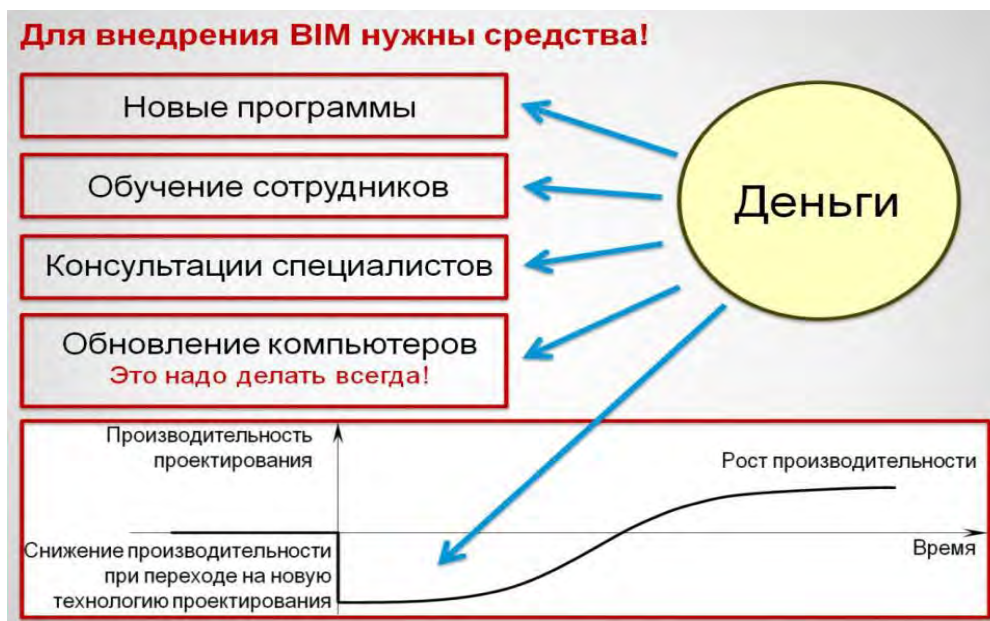 Для внедрения BIM нужны средства!
Новые программы
Обучение сотрудников
Консультации специалистов
Обновление компьютеров
Это надо делать всегда!
Деньги
Производительность
проектирования
Рост производительности
Время
Снижение производительности
при переходе на новую
технологию проектирования